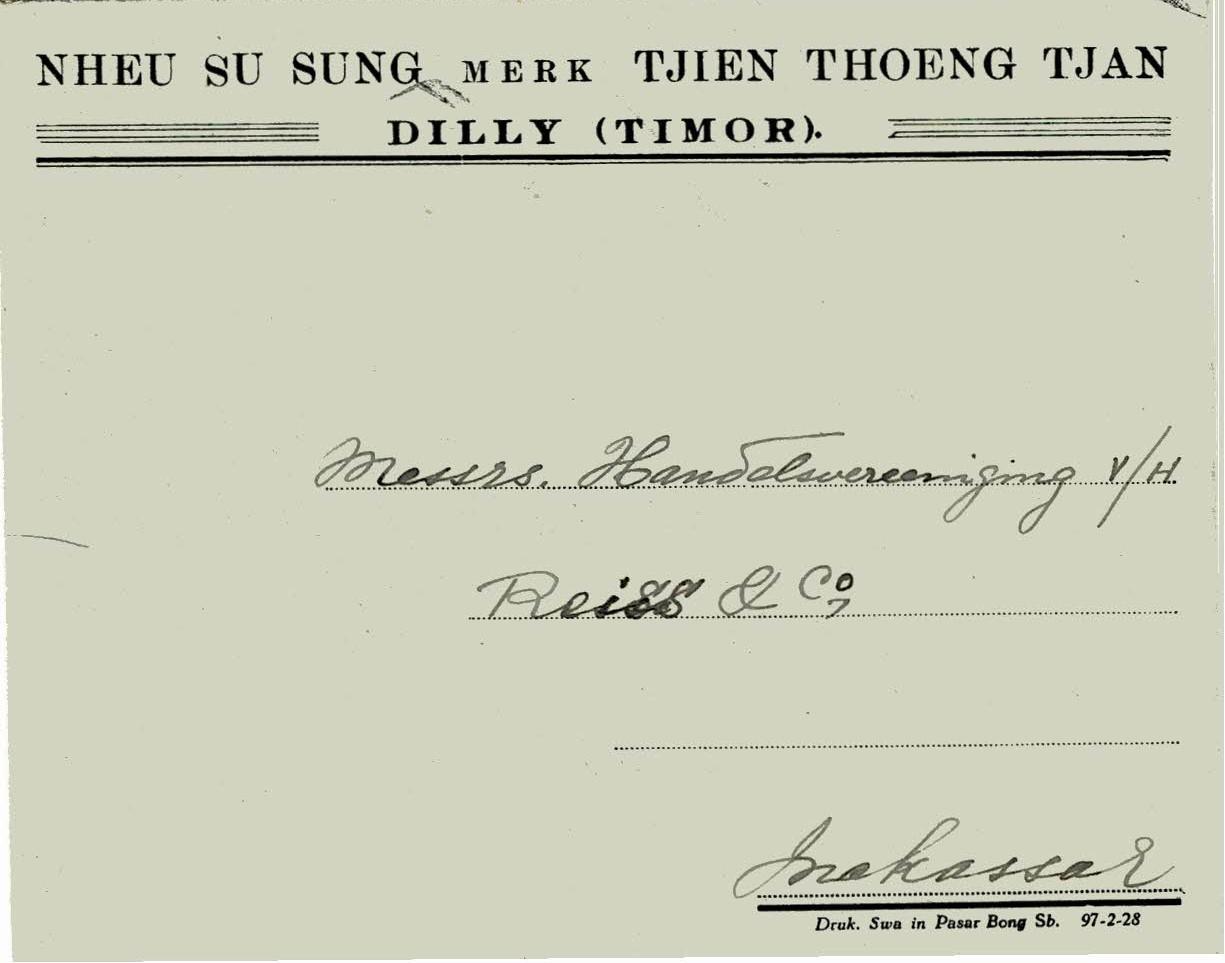 NHEU SU SUNG MERK TJIEN THOENG TJAN
DILLY (TIMOR).
Messrs. Handelsvereeniging V/H
Reiss & Co,
Makassar
Druk. Swa in Pasar Bong Sb. 97-2-28